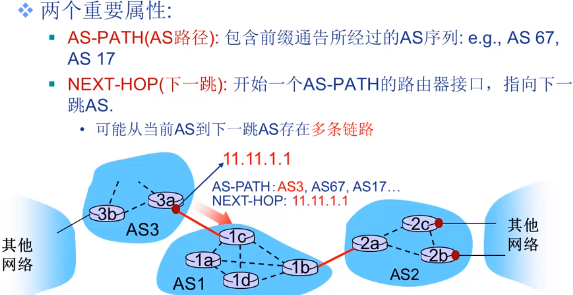 ❖ 两个重要属性:
▪ AS-PATH(AS路径): 包含前缀通告所经过的AS序列: e.g., AS 67,
AS 17
▪ NEXT-HOP(下一跳): 开始一个AS-PATH的路由器接口，指向下一
跳AS.
• 可能从当前AS到下一跳AS存在多条链路
11.11.1.1
AS-PATH: AS3, AS67, AS17…
NEXT-HOP: 11.11.1.1
3b
3a
AS3
其他
网络
1c
1a
1d
1b
AS1
2a
2c
2b
AS2
其他
网络